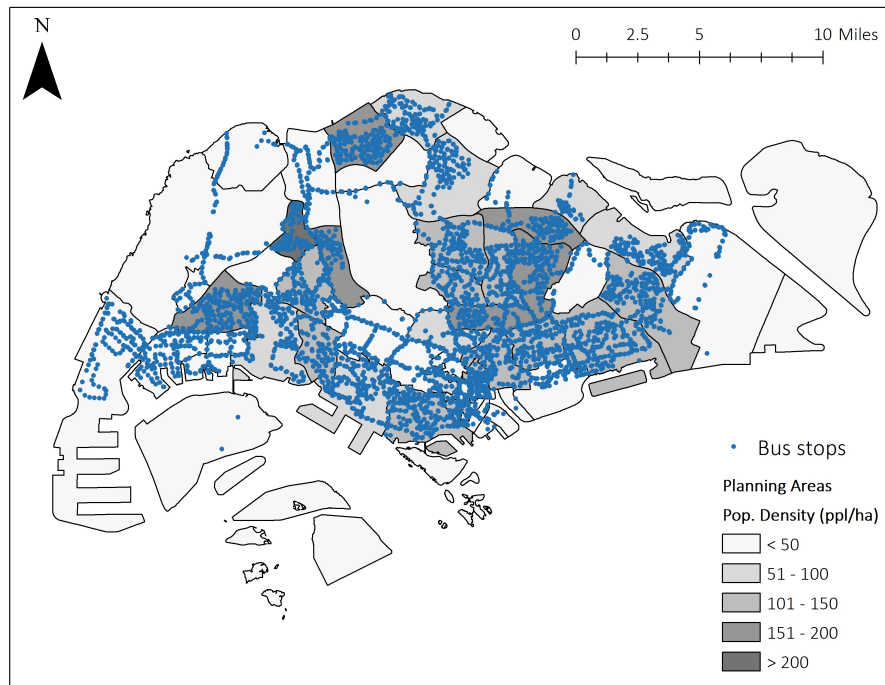 N
0 2.5 5 10 Miles
Bus stops
Planning Areas
Pop. Density (ppl/ha)
< 50
51 - 100
101 - 150
151 - 200
> 200